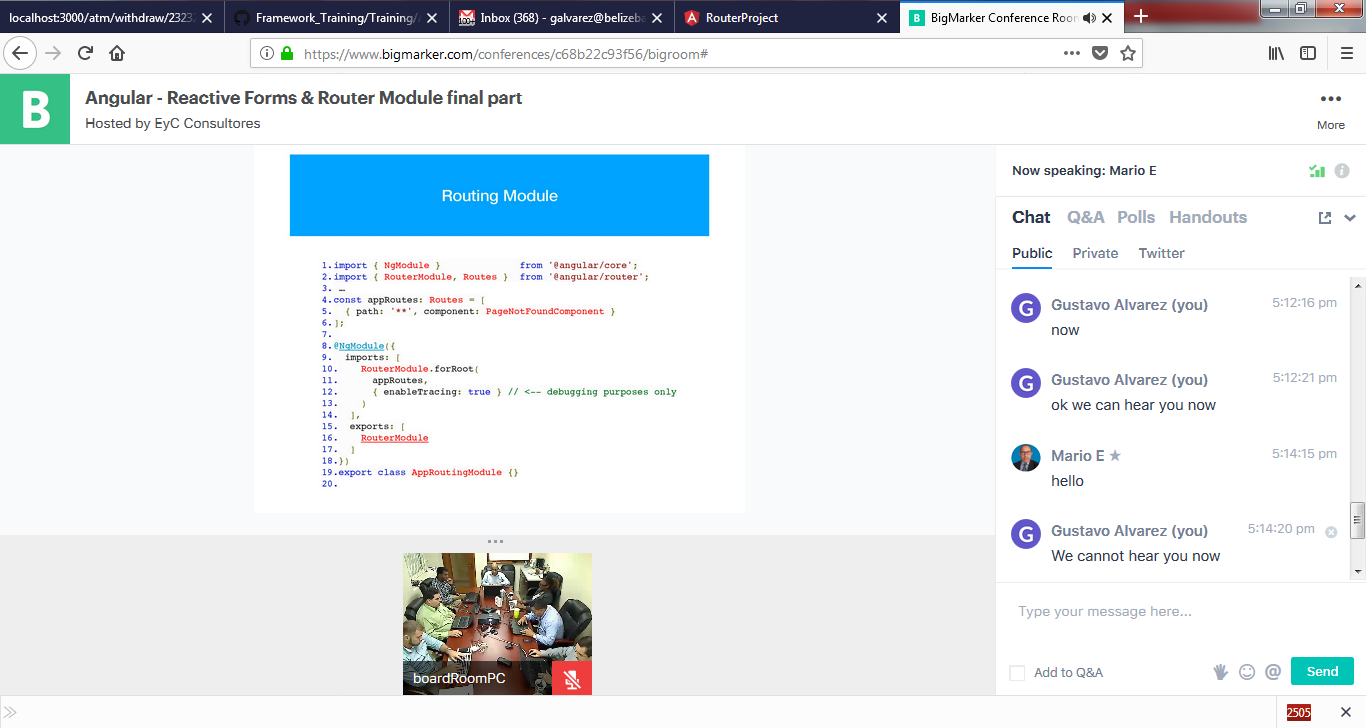 localhost:3000/atm/withdraw/2323
Framework_Training/Training/
100+
Inbox (368) - galvarez@belizeba
RouterProject
B
BigMarker Conference Room
https://www.bigmarker.com/conferences/c68b22c93f56/bigroom#
B
Angular - Reactive Forms & Router Module final part
Hosted by EyC Consultores
More
Routing Module
1.import { NgModule } from '@angular/core';
2.import { RouterModule, Routes } from '@angular/router';
3. …
4.const appRoutes: Routes = [
5. { path: '**', component: PageNotFoundComponent }
6.];
7.
8.@NgModule({
9. imports: [
10. RouterModule.forRoot(
11. appRoutes,
12. { enableTracing: true } // <-- debugging purposes only
13. )
14. ],
15. exports: [
16. RouterModule
17. ]
18.})
19.export class AppRoutingModule {}
20.
boardRoomPC
Now speaking: Mario E
Chat Q&A Polls Handouts
Public Private Twitter
G
Gustavo Alvarez (you) 5:12:16 pm
now
G
Gustavo Alvarez (you) 5:12:21 pm
ok we can hear you now
Mario E ★ 5:14:15 pm
hello
G
Gustavo Alvarez (you) 5:14:20 pm
We cannot hear you now
Type your message here...
Add to Q&A
@
Send
2505